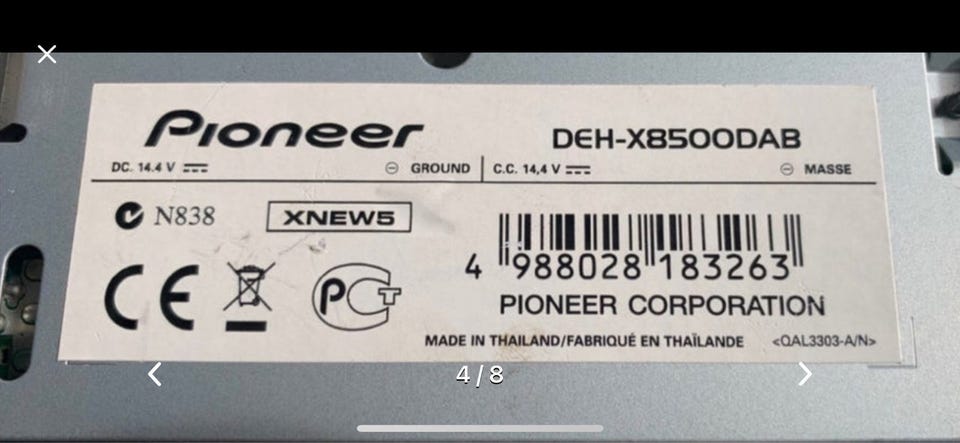 Pioneer
DEH-X8500DAB
DC. 14.4 V ⎓ ⊖ GROUND
C.C. 14,4 V ⎓ ⊖ MASSE
N838
XNEW5
4 988028 183263
CE
PCT
PIONEER CORPORATION
MADE IN THAILAND/FABRIQUÉ EN THAÏLANDE <QAL3303-A/N>
4/8